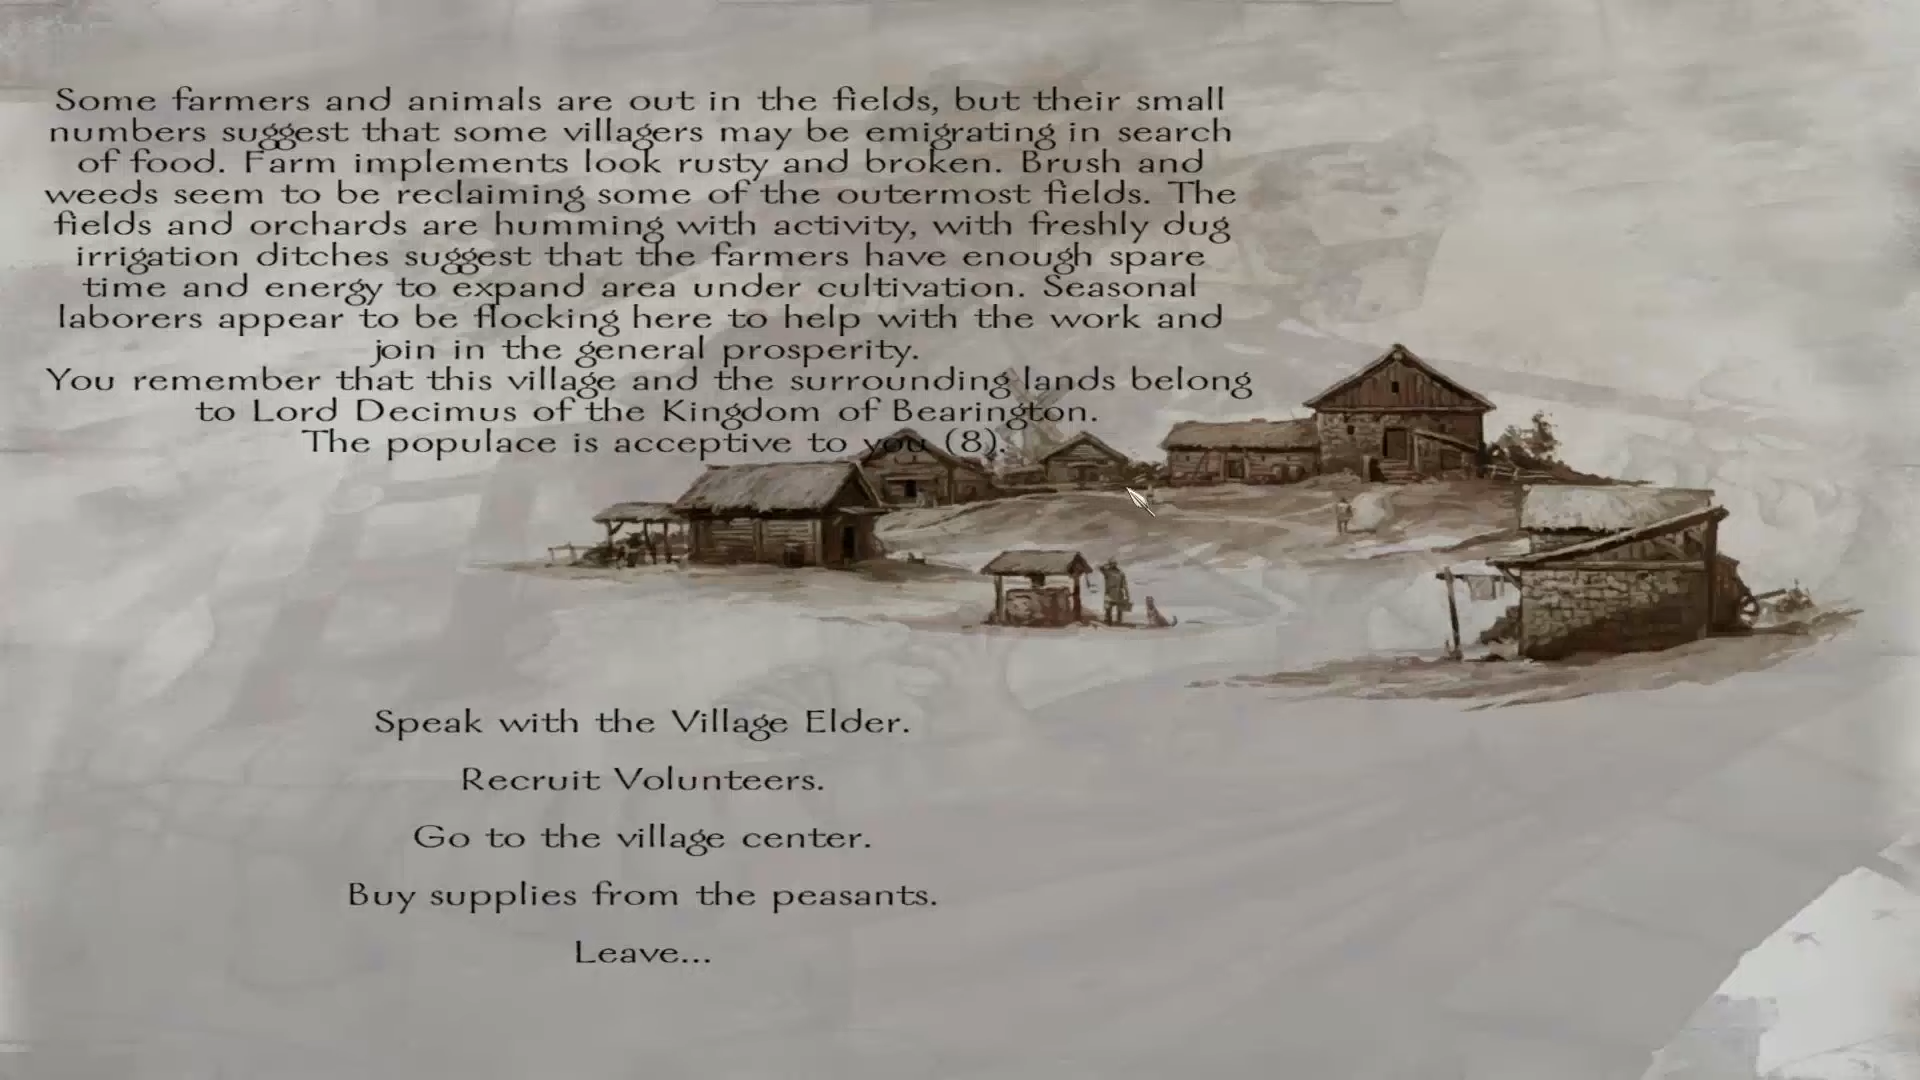 Some farmers and animals are out in the fields, but their small
numbers suggest that some villagers may be emigrating in search
of food. Farm implements look rusty and broken. Brush and
weeds seem to be reclaiming some of the outermost fields. The
fields and orchards are humming with activity, with freshly dug
irrigation ditches suggest that the farmers have enough spare
time and energy to expand area under cultivation. Seasonal
laborers appear to be flocking here to help with the work and
join in the general prosperity.
You remember that this village and the surrounding lands belong
to Lord Decimus of the Kingdom of Bearington.
The populace is acceptive to you (8).
Speak with the Village Elder.
Recruit Volunteers.
Go to the village center.
Buy supplies from the peasants.
Leave...